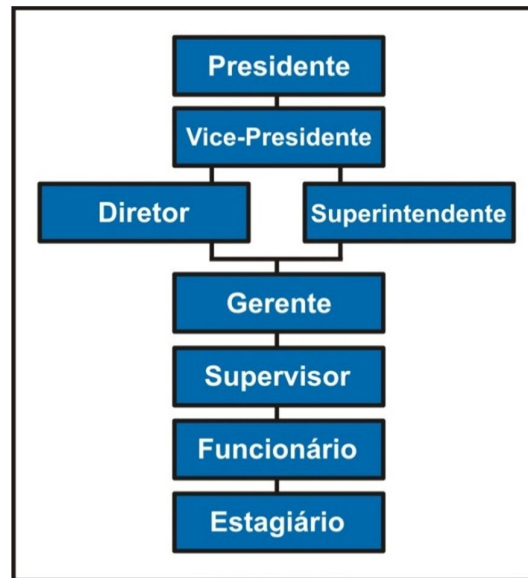 Presidente
Vice-Presidente
Diretor
Superintendente
Gerente
Supervisor
Funcionário
Estagiário